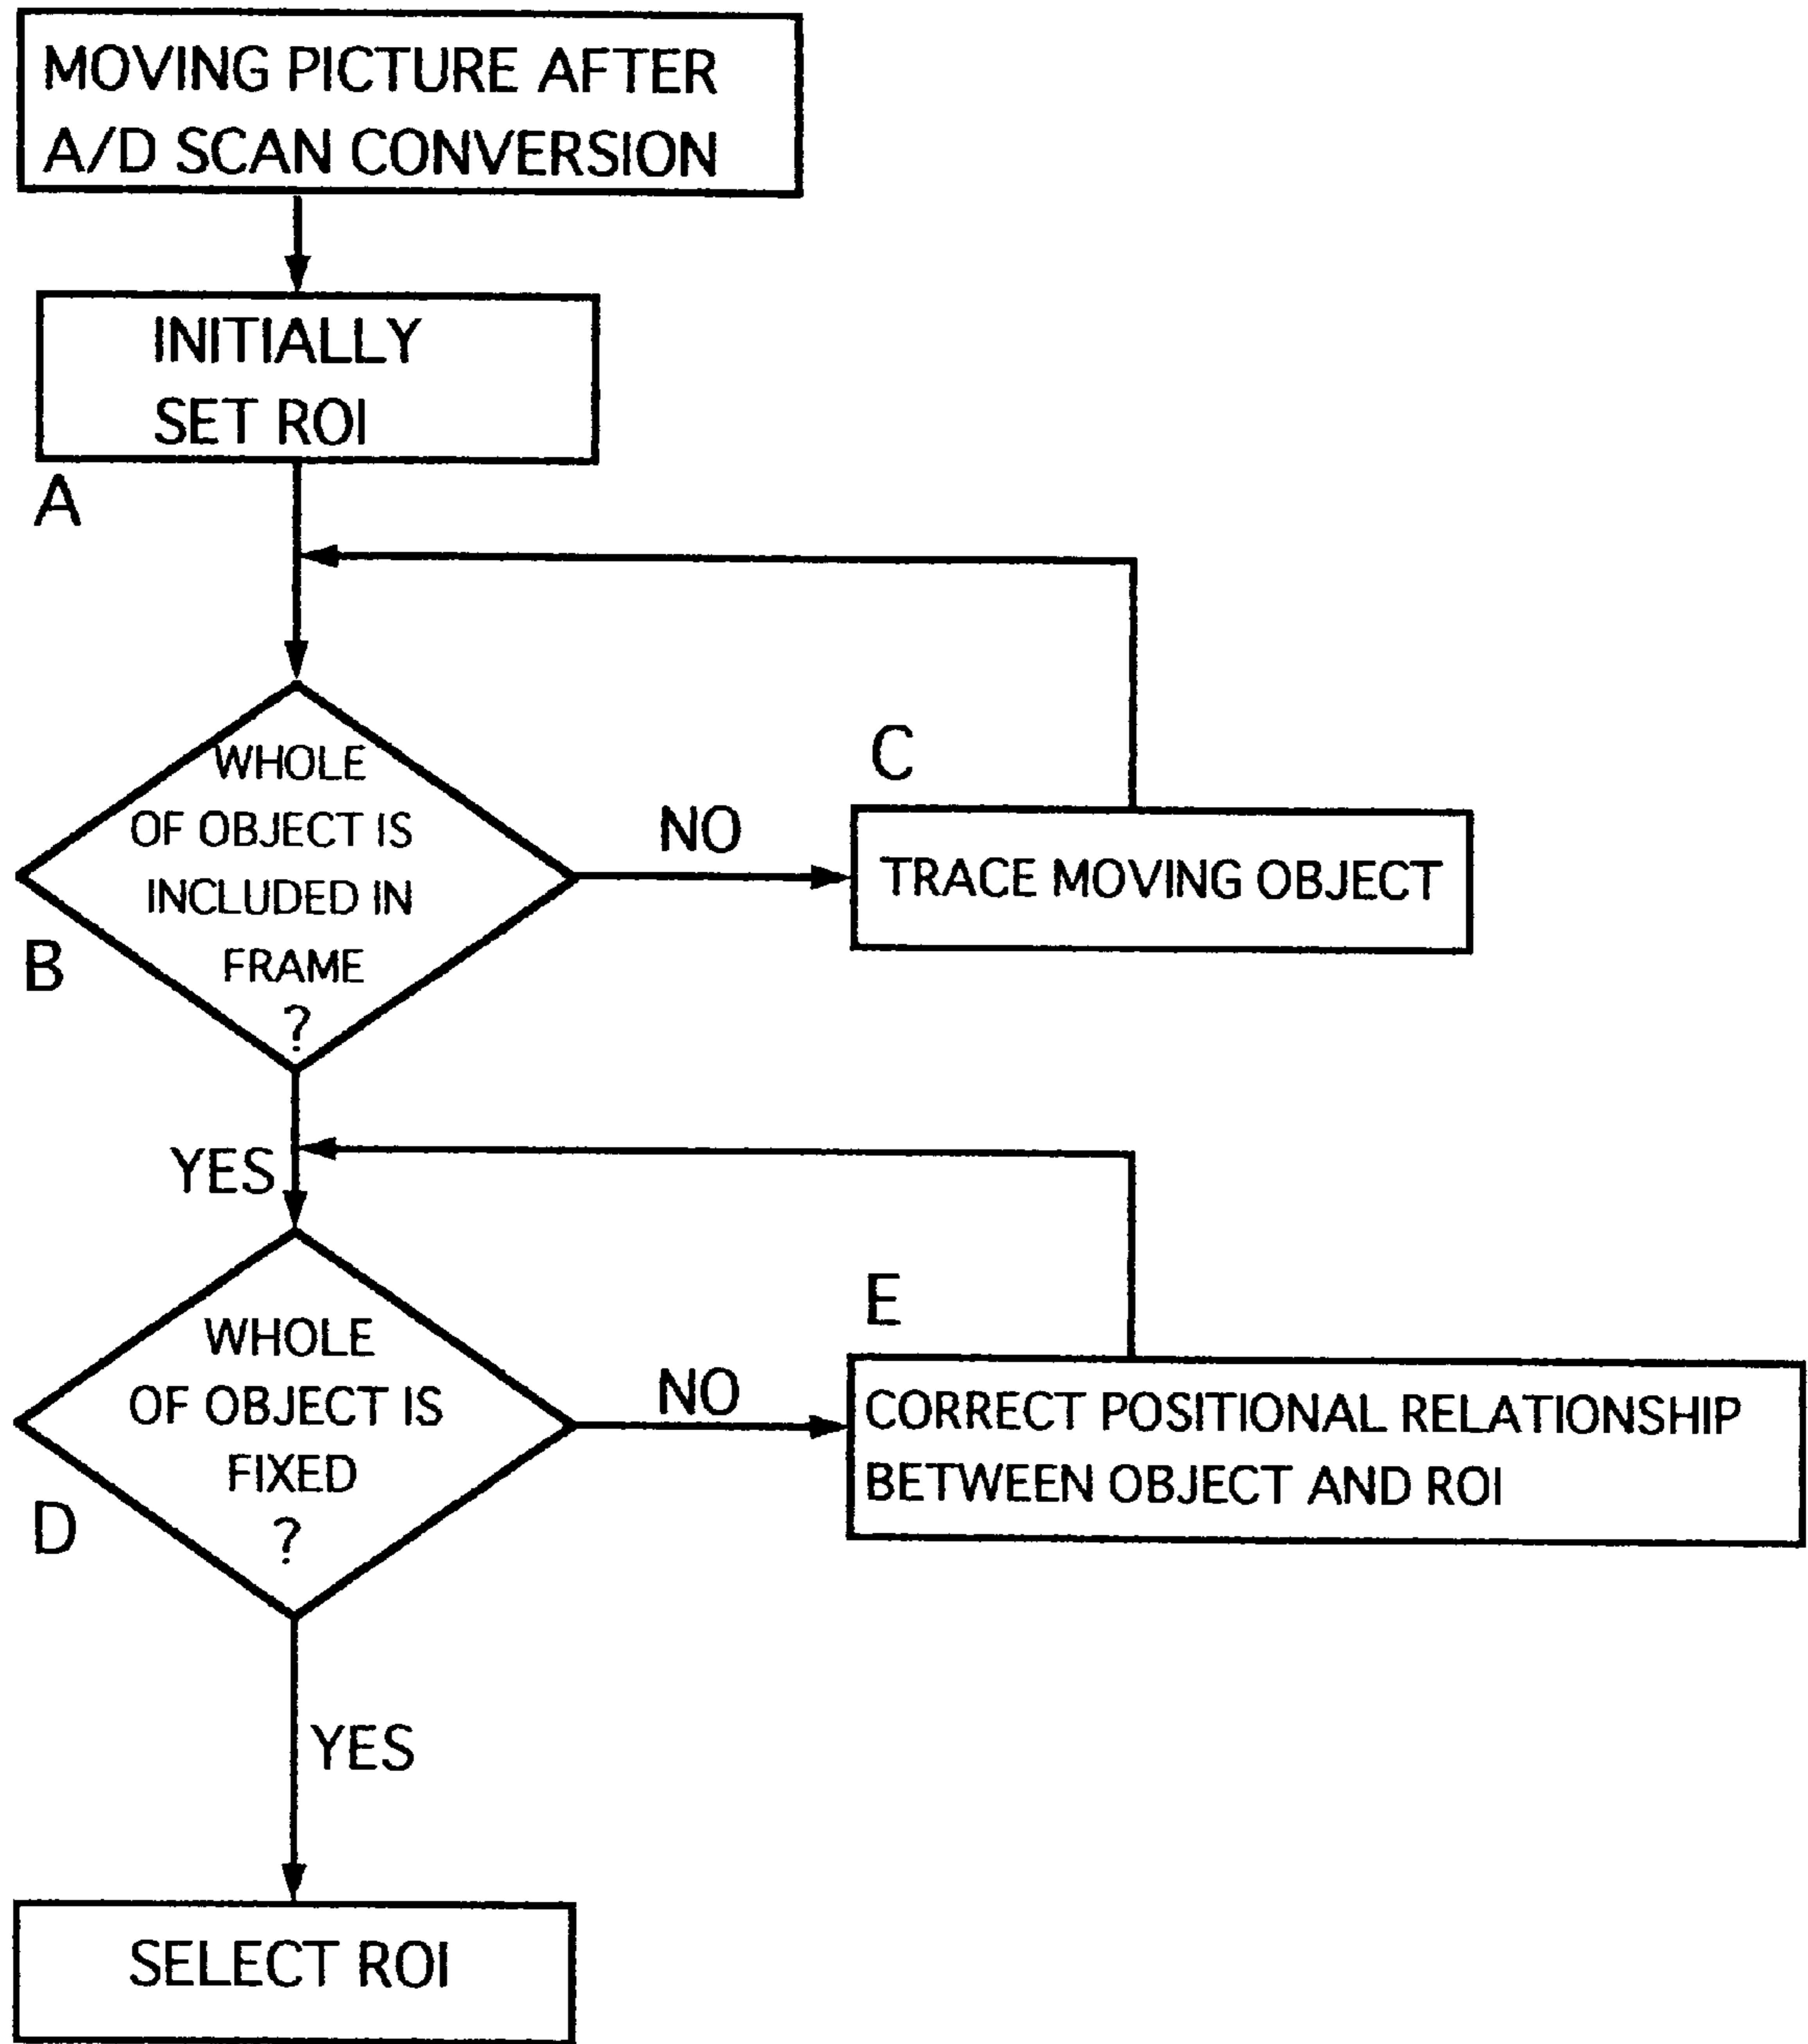 MOVING PICTURE AFTER
A/D SCAN CONVERSION
INITIALLY
SET ROI
A
WHOLE
OF OBJECT IS
INCLUDED IN
FRAME
?
B
NO
C
TRACE MOVING OBJECT
YES
WHOLE
OF OBJECT IS
FIXED
?
D
NO
E
CORRECT POSITIONAL RELATIONSHIP
BETWEEN OBJECT AND ROI
YES
SELECT ROI